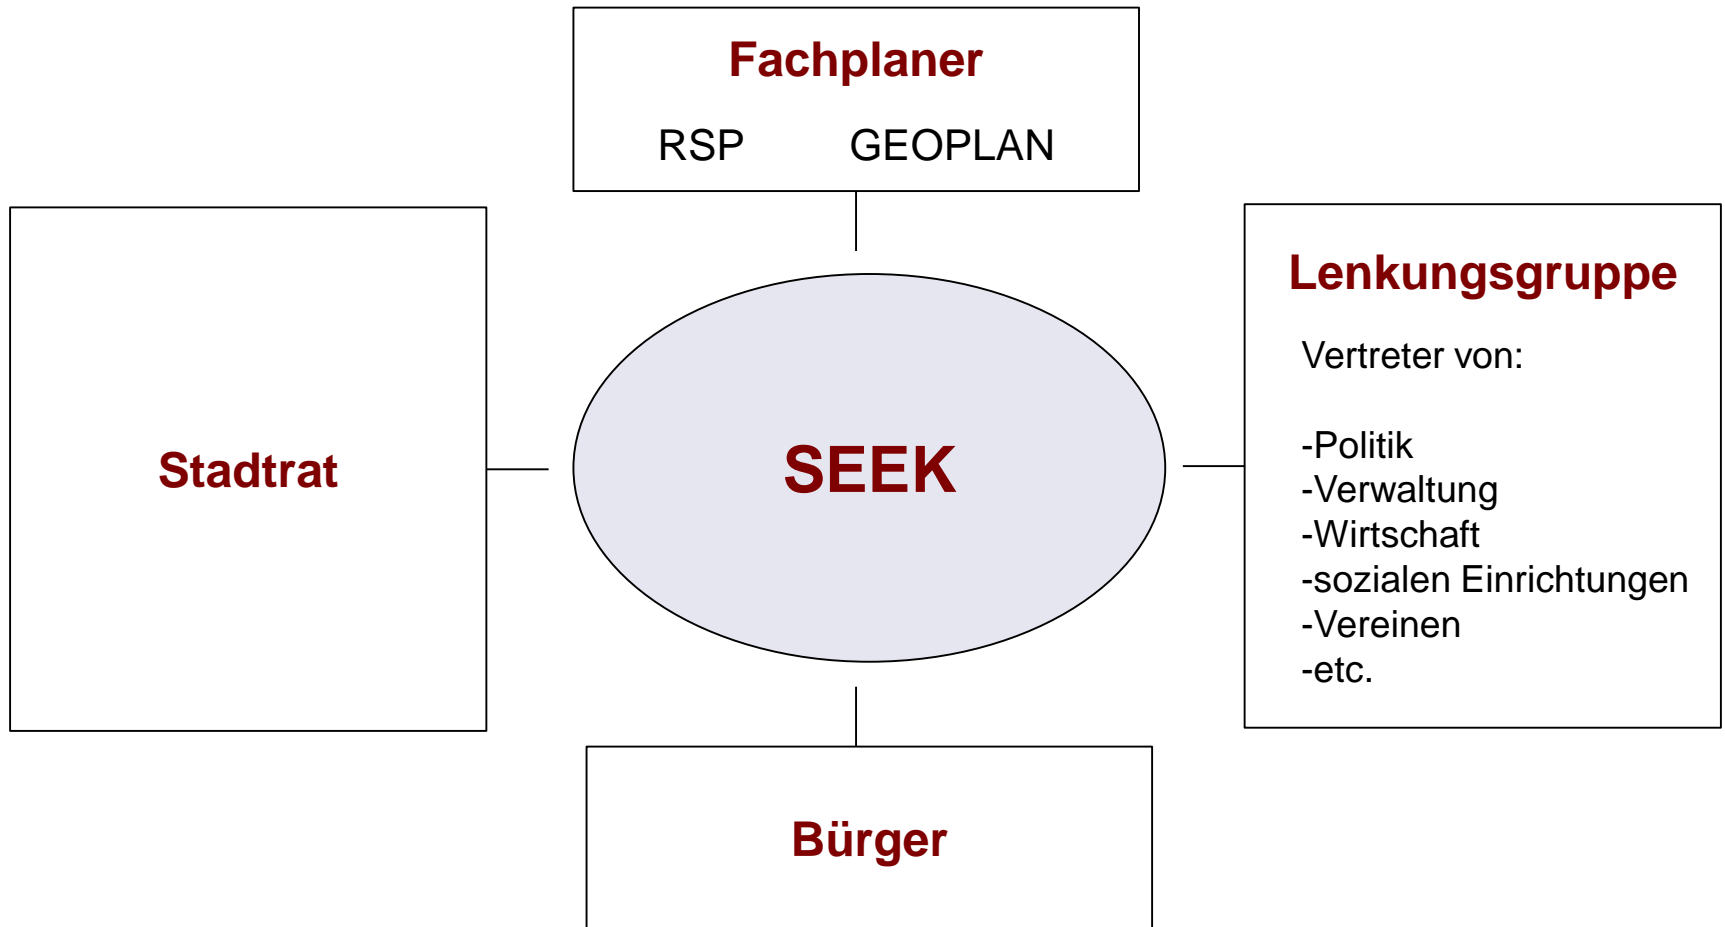 Fachplaner
RSP GEOPLAN
Stadtrat
SEEK
Lenkungsgruppe
Vertreter von:
-Politik
-Verwaltung
-Wirtschaft
-sozialen Einrichtungen
-Vereinen
-etc.
Bürger